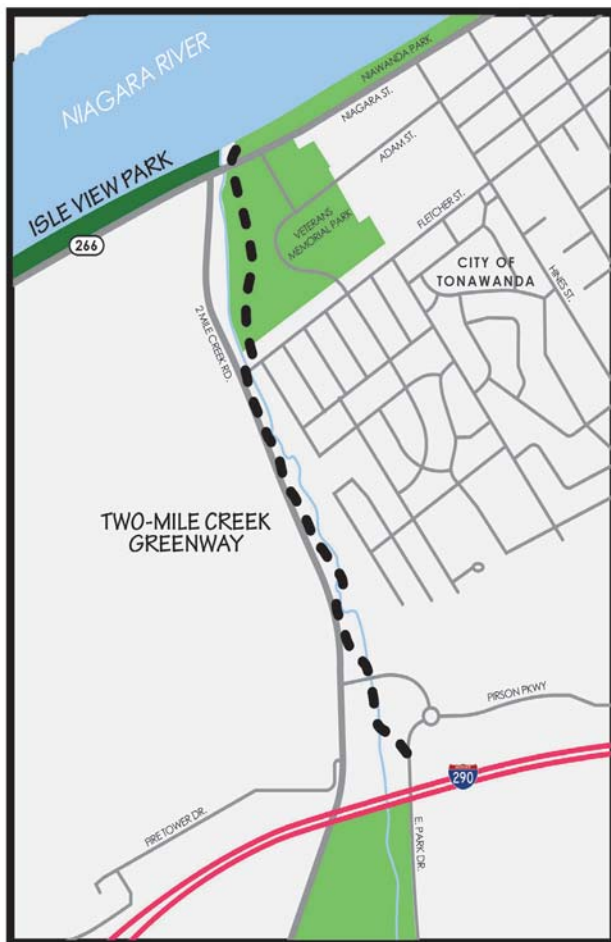 NIAGARA RIVER
NIAWANDA PARK
NIAGARA ST.
ISLE VIEW PARK
ADAM ST.
266
VETERANS
MEMORIAL PARK
FLETCHER ST.
CITY OF
TONAWANDA
HINES ST.
2 MILE CREEK RD.
TWO-MILE CREEK
GREENWAY
PIRSON PKWY
290
FIRE TOWER DR.
E. PARK DR.